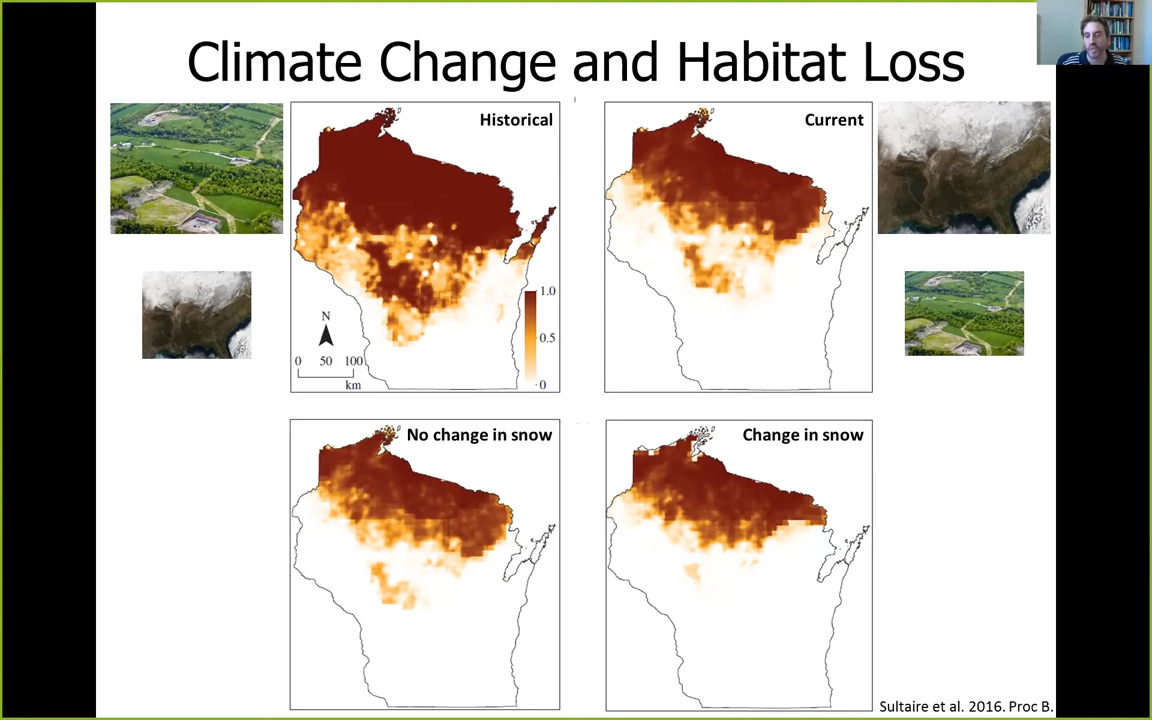 Climate Change and Habitat Loss
Historical
N
0 50 100
km
1.0
0.5
0
Current
No change in snow
Change in snow
Sultaire et al. 2016. Proc B.